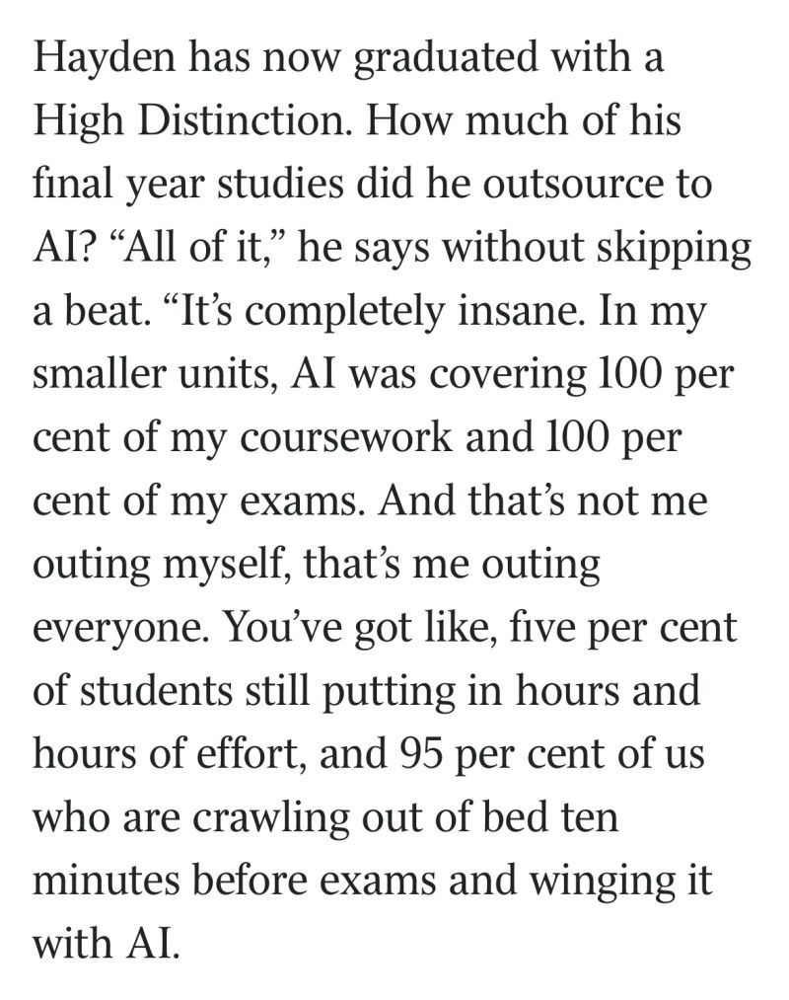 Hayden has now graduated with a
High Distinction. How much of his
final year studies did he outsource to
AI? “All of it,” he says without skipping
a beat. “It’s completely insane. In my
smaller units, AI was covering 100 per
cent of my coursework and 100 per
cent of my exams. And that’s not me
outing myself, that’s me outing
everyone. You’ve got like, five per cent
of students still putting in hours and
hours of effort, and 95 per cent of us
who are crawling out of bed ten
minutes before exams and winging it
with AI.